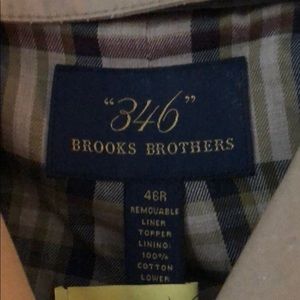 "346"
BROOKS BROTHERS
46R
REMOVABLE
LINER
TOPPER
LINING:
100%
COTTON
LOWER